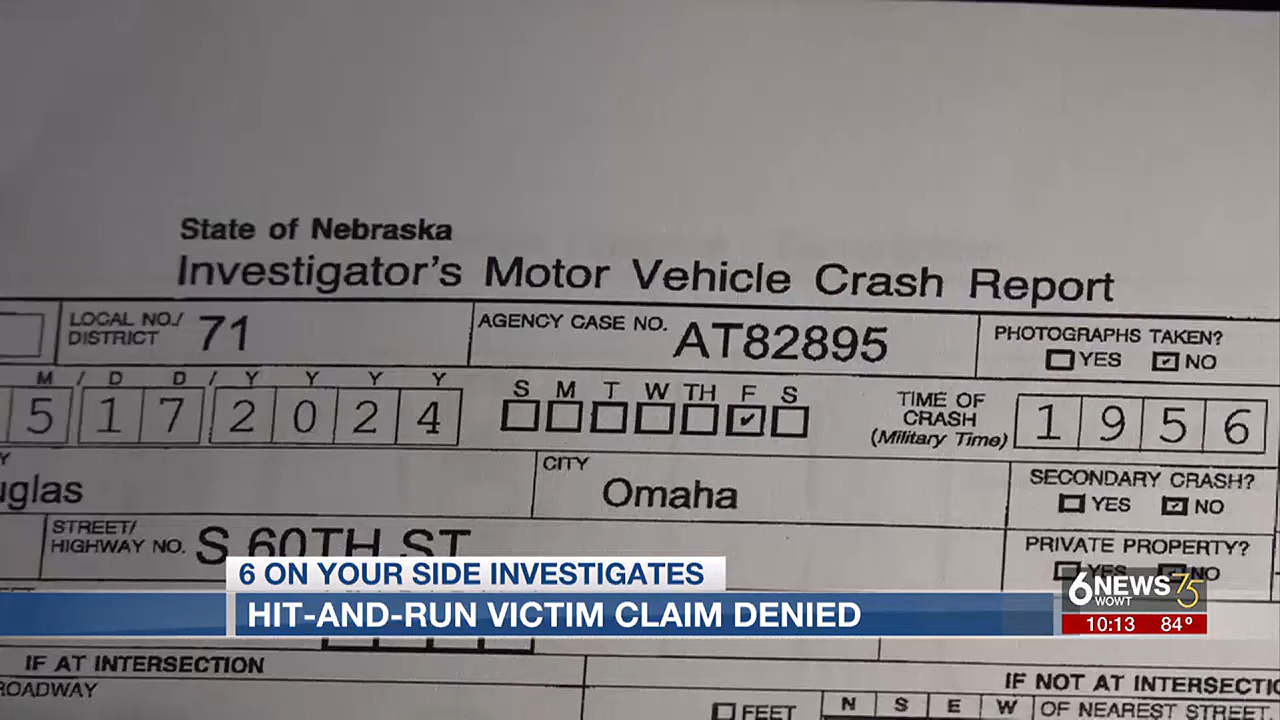 State of Nebraska
Investigator's Motor Vehicle Crash Report
LOCAL NO./
DISTRICT
71
AGENCY CASE NO. AT82895
PHOTOGRAPHS TAKEN?
YES NO
M / D D / Y Y Y Y
5 1 7 2 0 2 4
S M T W TH F S
TIME OF
CRASH
(Military Time)
1 9 5 6
CITY
Omaha
SECONDARY CRASH?
YES NO
STREET/
HIGHWAY NO.
S 60TH ST
PRIVATE PROPERTY?
YES NO
6 ON YOUR SIDE INVESTIGATES
HIT-AND-RUN VICTIM CLAIM DENIED
6 NEWS 75
WOWT
10:13 84°
IF AT INTERSECTION
IF NOT AT
FEET
N S E W
OF NEAREST STREET